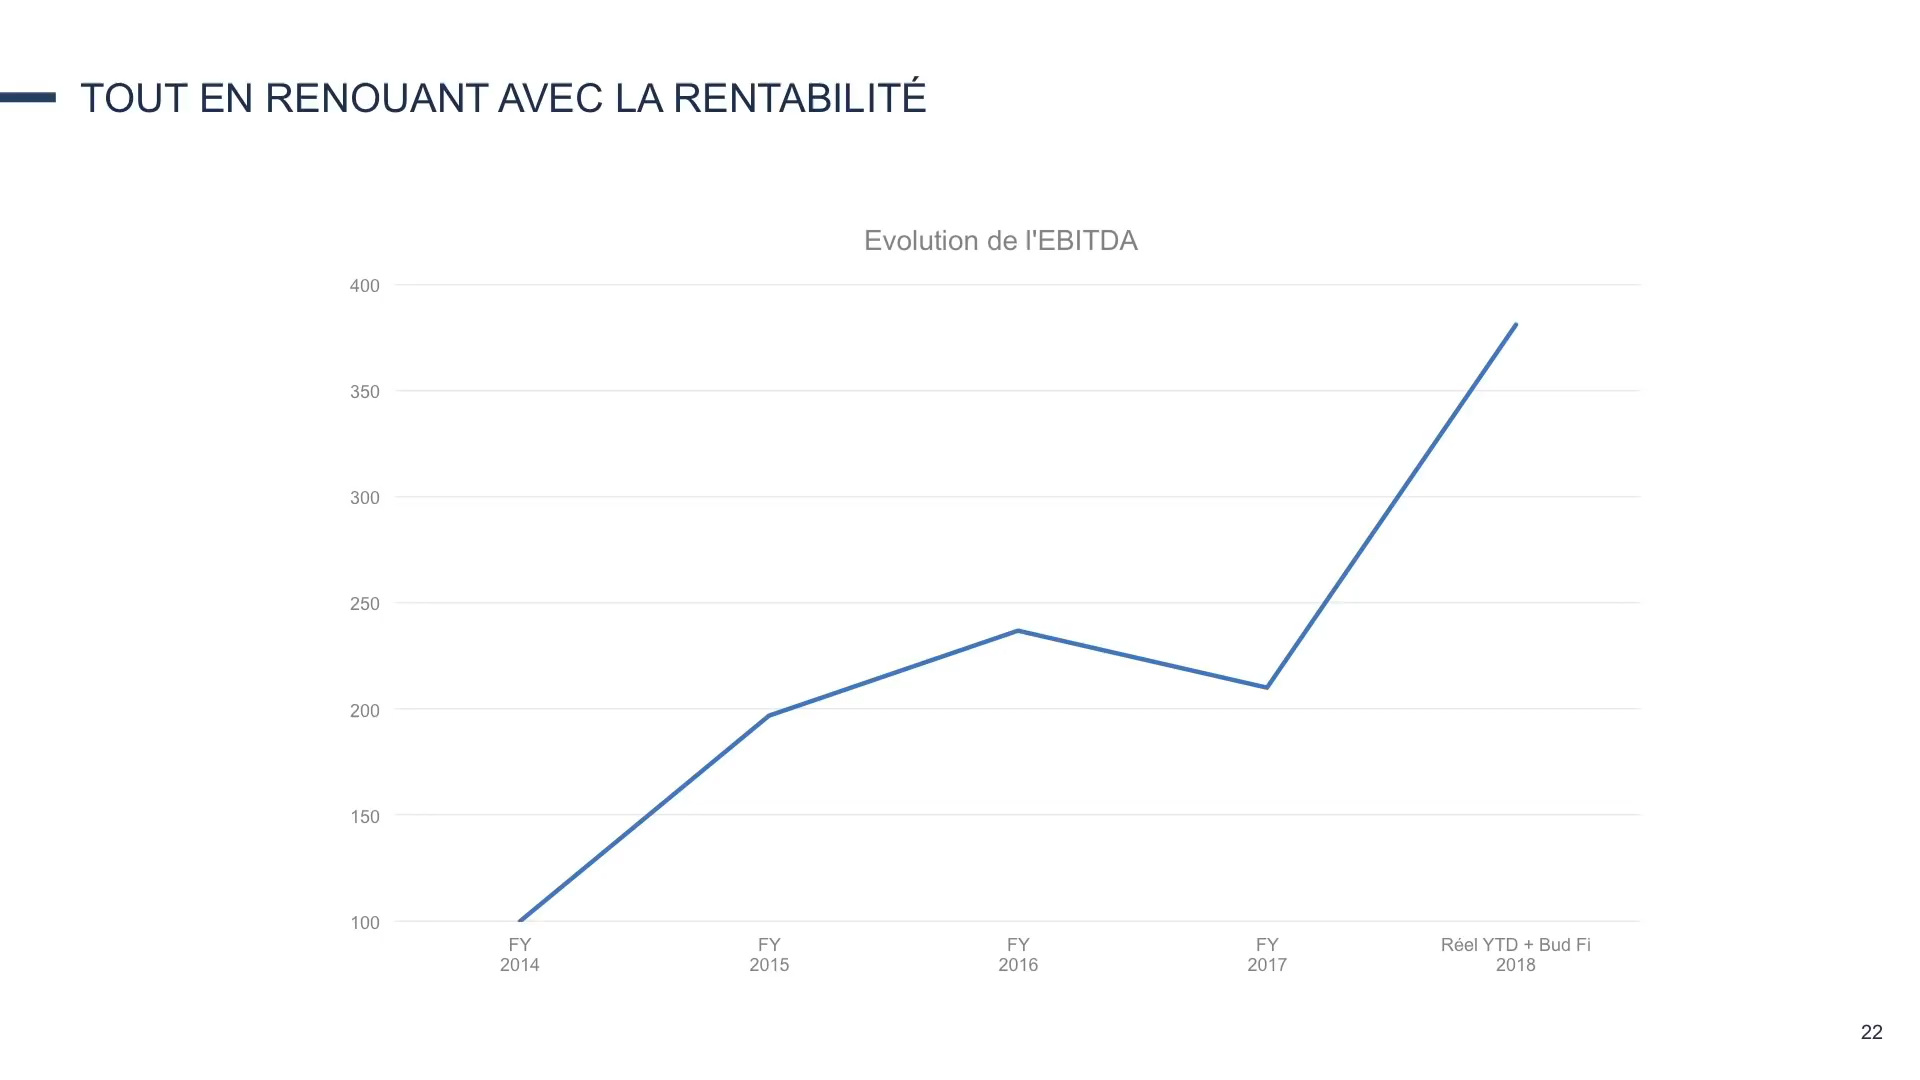 TOUT EN RENOUANT AVEC LA RENTABILITÉ
Evolution de l'EBITDA
400
350
300
250
200
150
100
FY
2014
FY
2015
FY
2016
FY
2017
Réel YTD + Bud Fi
2018
22